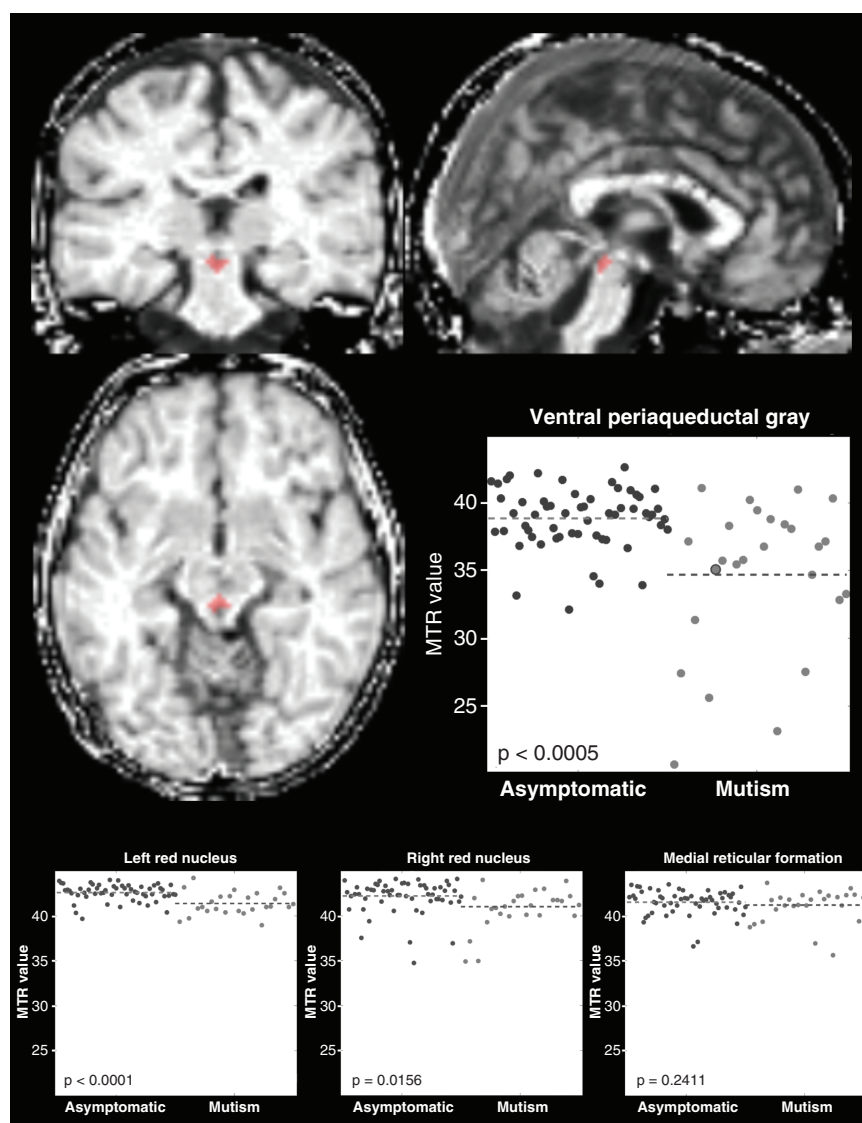 Ventral periaqueductal gray
MTR value
40
35
30
25
p < 0.0005
Asymptomatic Mutism
Left red nucleus
MTR value
40
35
30
25
p < 0.0001
Asymptomatic Mutism
Right red nucleus
MTR value
40
35
30
25
p = 0.0156
Asymptomatic Mutism
Medial reticular formation
MTR value
40
35
30
25
p = 0.2411
Asymptomatic Mutism